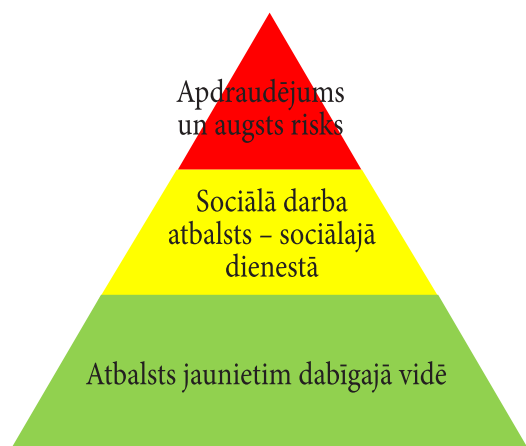 Apdraudējums
un augsts risks
Sociālā darba
atbalsts – sociālajā
dienestā
Atbalsts jaunietim dabīgajā vidē